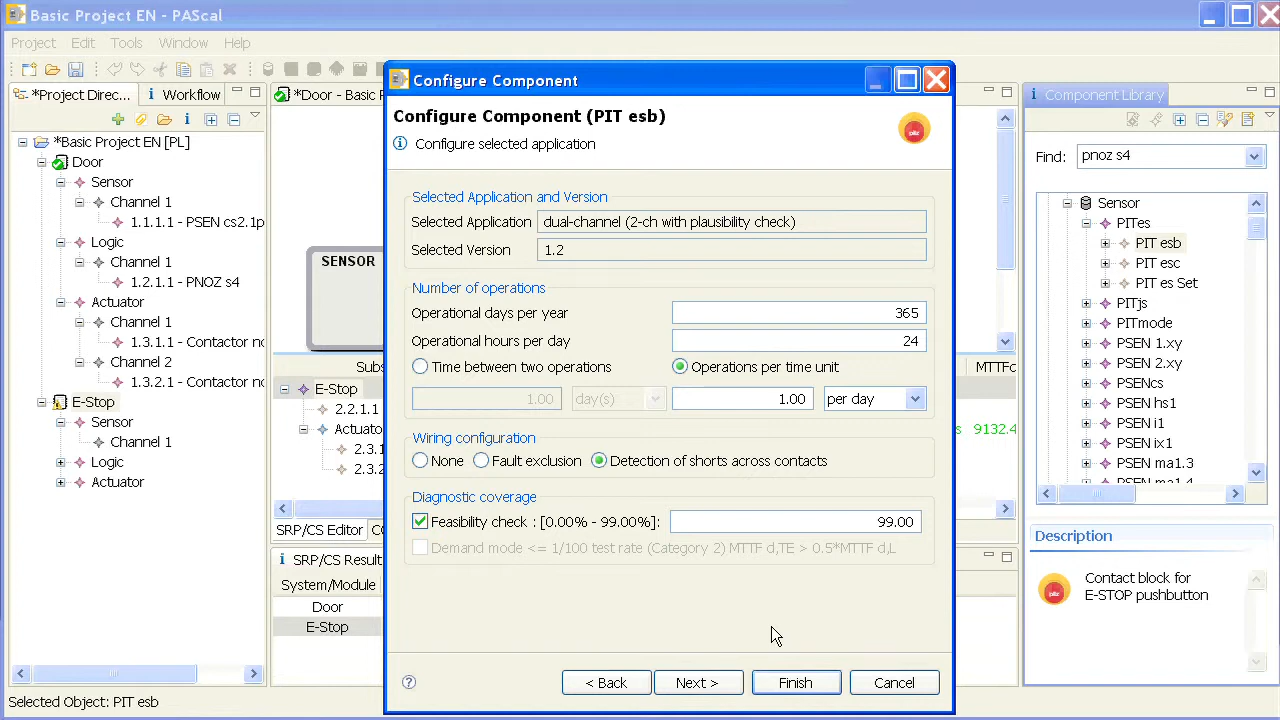 Basic Project EN - PAScal
Project Edit Tools Window Help
*Project Direc...
Workflow
*Basic Project EN [PL]
Door
Sensor
Channel 1
1.1.1.1 - PSEN cs2.1p
Logic
Channel 1
1.2.1.1 - PNOZ s4
Actuator
Channel 1
1.3.1.1 - Contactor no
Channel 2
1.3.2.1 - Contactor no
E-Stop
Sensor
Channel 1
Logic
Actuator
Selected Object: PIT esb
*Door - Basic
SENSOR
Subs
E-Stop
2.2.1.1
Actuator
2.3.1
2.3.2
MTTFc
s 9132.4
SRP/CS Editor
SRP/CS Result
System/Module
Door
E-Stop
Configure Component
Configure Component (PIT esb)
Configure selected application
pilz
Selected Application and Version
Selected Application dual-channel (2-ch with plausibility check)
Selected Version 1.2
Number of operations
Operational days per year 365
Operational hours per day 24
Time between two operations Operations per time unit
1.00 day(s) 1.00 per day
Wiring configuration
None Fault exclusion Detection of shorts across contacts
Diagnostic coverage
Feasibility check : [0.00% - 99.00%]: 99.00
Demand mode <= 1/100 test rate (Category 2) MTTF d,TE > 0.5*MTTF d,L
?
< Back Next > Finish Cancel
Component Library
Find: pnoz s4
Sensor
PITes
PIT esb
PIT esc
PIT es Set
PITjs
PITmode
PSEN 1.xy
PSEN 2.xy
PSENcs
PSEN hs1
PSEN i1
PSEN ix1
PSEN ma1.3
PSEN ma1.4
Description
pilz
Contact block for
E-STOP pushbutton